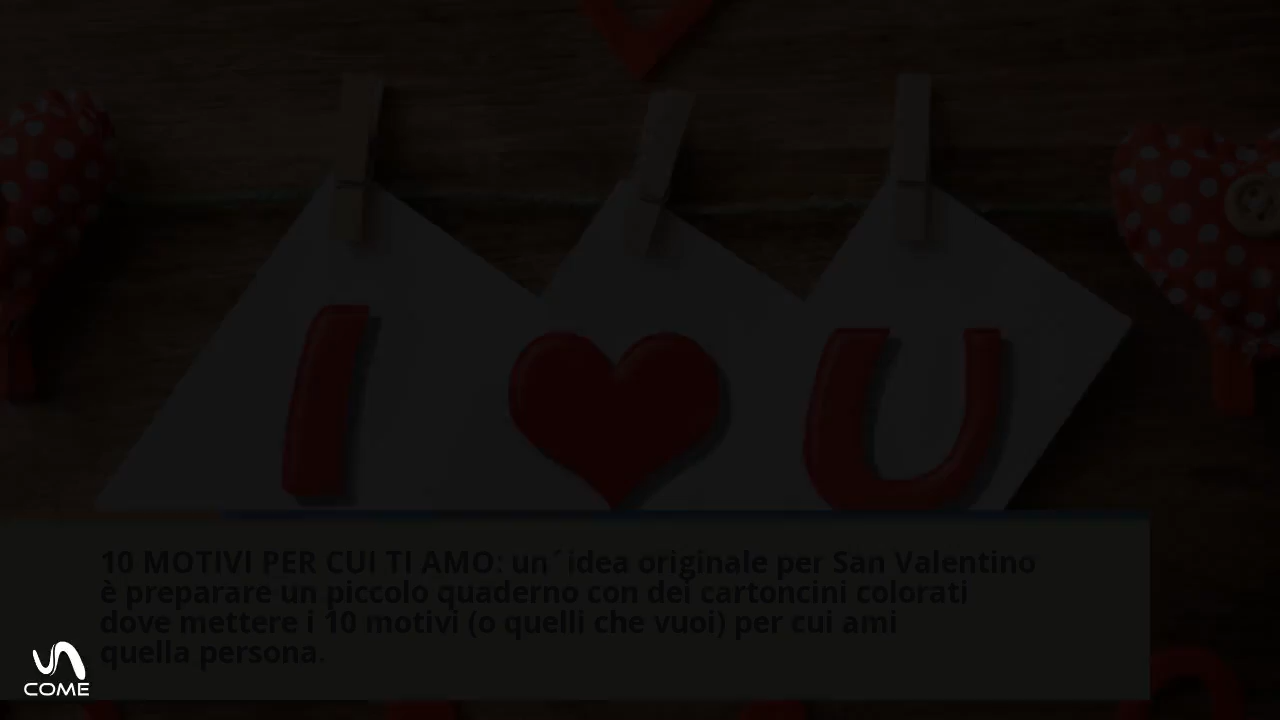 I ♥ U
10 MOTIVI PER CUI TI AMO: un´idea originale per San Valentino
è preparare un piccolo quaderno con dei cartoncini colorati
dove mettere i 10 motivi (o quelli che vuoi) per cui ami
quella persona.
COME